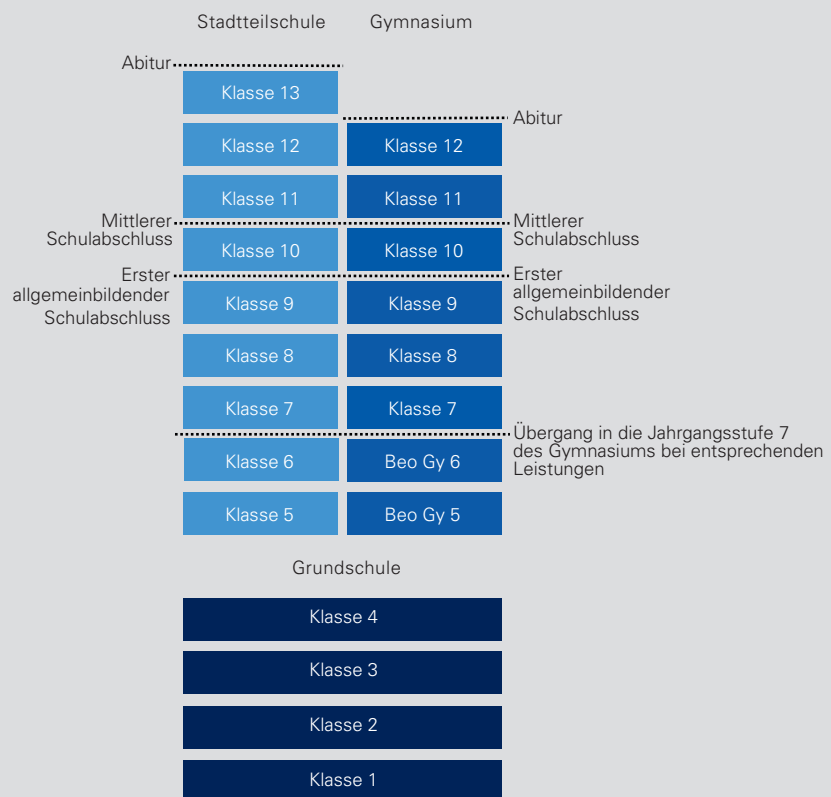 Stadtteilschule Gymnasium
Abitur
Klasse 13
Abitur
Klasse 12 Klasse 12
Klasse 11 Klasse 11
Mittlerer
Schulabschluss
Mittlerer
Schulabschluss
Klasse 10 Klasse 10
Erster
allgemeinbildender
Schulabschluss
Erster
allgemeinbildender
Schulabschluss
Klasse 9 Klasse 9
Klasse 8 Klasse 8
Klasse 7 Klasse 7
Übergang in die Jahrgangsstufe 7
des Gymnasiums bei entsprechenden
Leistungen
Klasse 6 Beo Gy 6
Klasse 5 Beo Gy 5
Grundschule
Klasse 4
Klasse 3
Klasse 2
Klasse 1